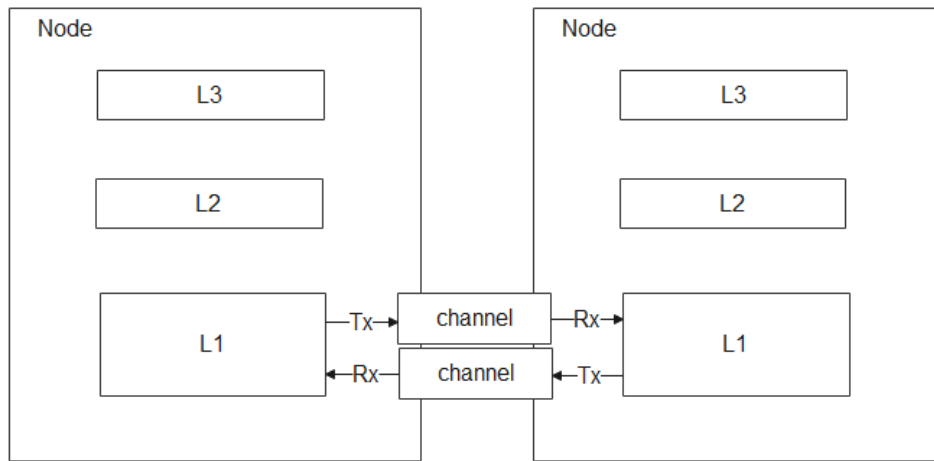 Node
Node
L3
L3
L2
L2
Tx
channel
Rx
L1
L1
Rx
channel
Tx